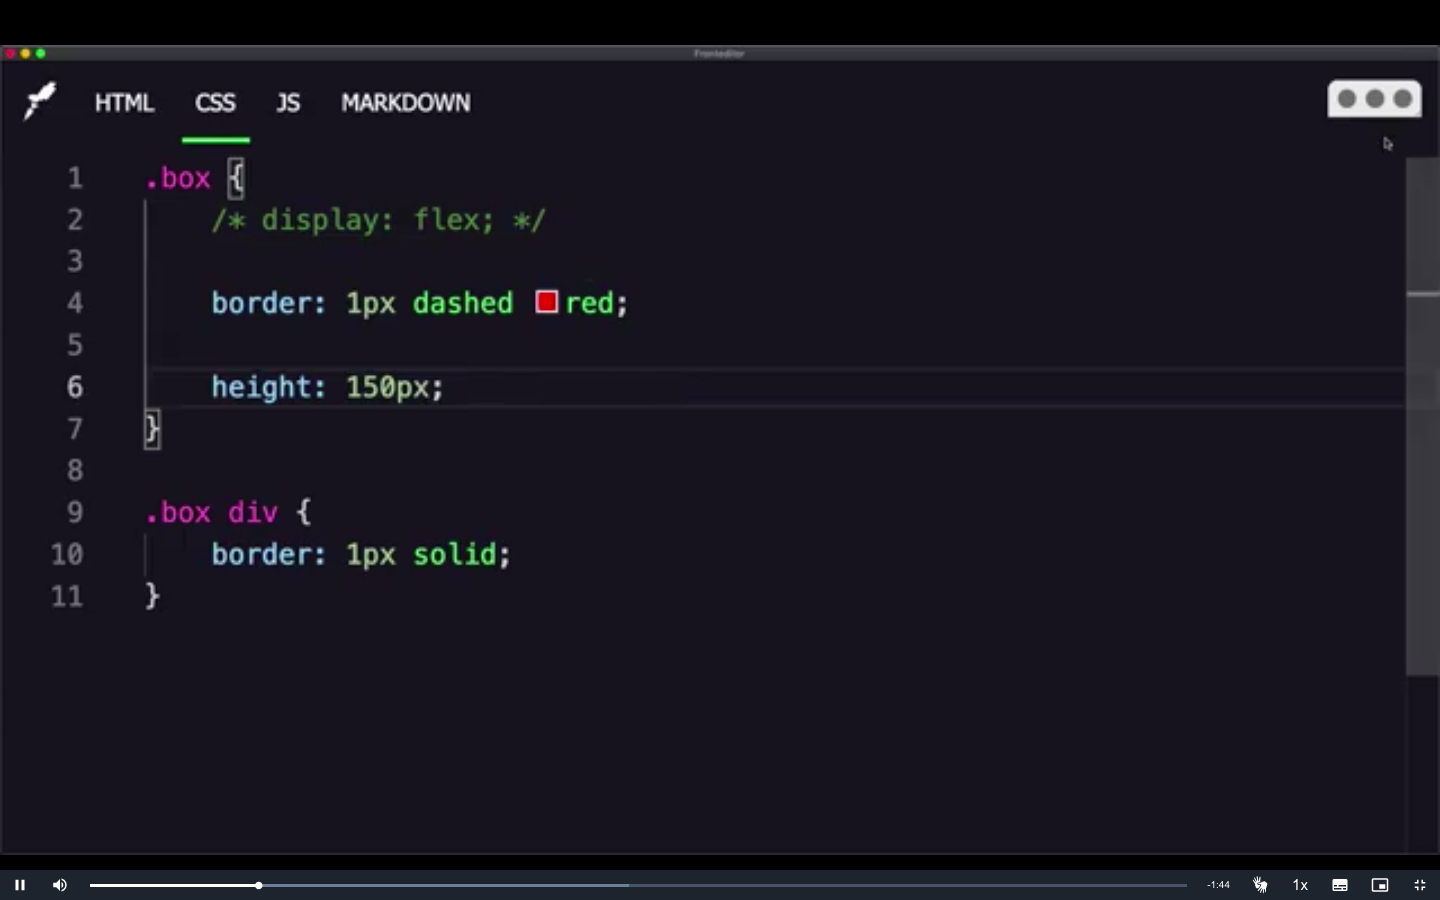 Fronteditor
HTML CSS JS MARKDOWN
1 .box {
2 /* display: flex; */
3
4 border: 1px dashed red;
5
6 height: 150px;
7 }
8
9 .box div {
10 border: 1px solid;
11 }
-1:44 1x